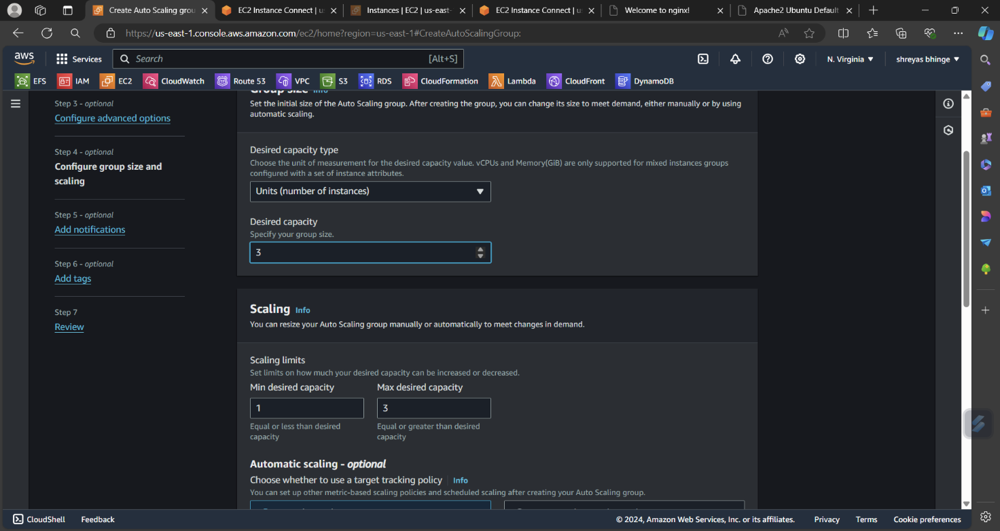 Create Auto Scaling grou
EC2 Instance Connect | us
Instances | EC2 | us-east-
EC2 Instance Connect | us
Welcome to nginx!
Apache2 Ubuntu Default
https://us-east-1.console.aws.amazon.com/ec2/home?region=us-east-1#CreateAutoScalingGroup:
aws
Services
Search
[Alt+S]
N. Virginia
shreyas bhinge
EFS
IAM
EC2
CloudWatch
Route 53
VPC
S3
RDS
CloudFormation
Lambda
CloudFront
DynamoDB
Step 3 - optional
Configure advanced options
Step 4 - optional
Configure group size and
scaling
Step 5 - optional
Add notifications
Step 6 - optional
Add tags
Step 7
Review
Group size Info
Set the initial size of the Auto Scaling group. After creating the group, you can change its size to meet demand, either manually or by using
automatic scaling.
Desired capacity type
Choose the unit of measurement for the desired capacity value. vCPUs and Memory(GiB) are only supported for mixed instances groups
configured with a set of instance attributes.
Units (number of instances)
Desired capacity
Specify your group size.
3
Scaling Info
You can resize your Auto Scaling group manually or automatically to meet changes in demand.
Scaling limits
Set limits on how much your desired capacity can be increased or decreased.
Min desired capacity
1
Equal or less than desired
capacity
Max desired capacity
3
Equal or greater than desired
capacity
Automatic scaling - optional
Choose whether to use a target tracking policy Info
You can set up other metric-based scaling policies and scheduled scaling after creating your Auto Scaling group.
CloudShell
Feedback
© 2024, Amazon Web Services, Inc. or its affiliates.
Privacy
Terms
Cookie preferences